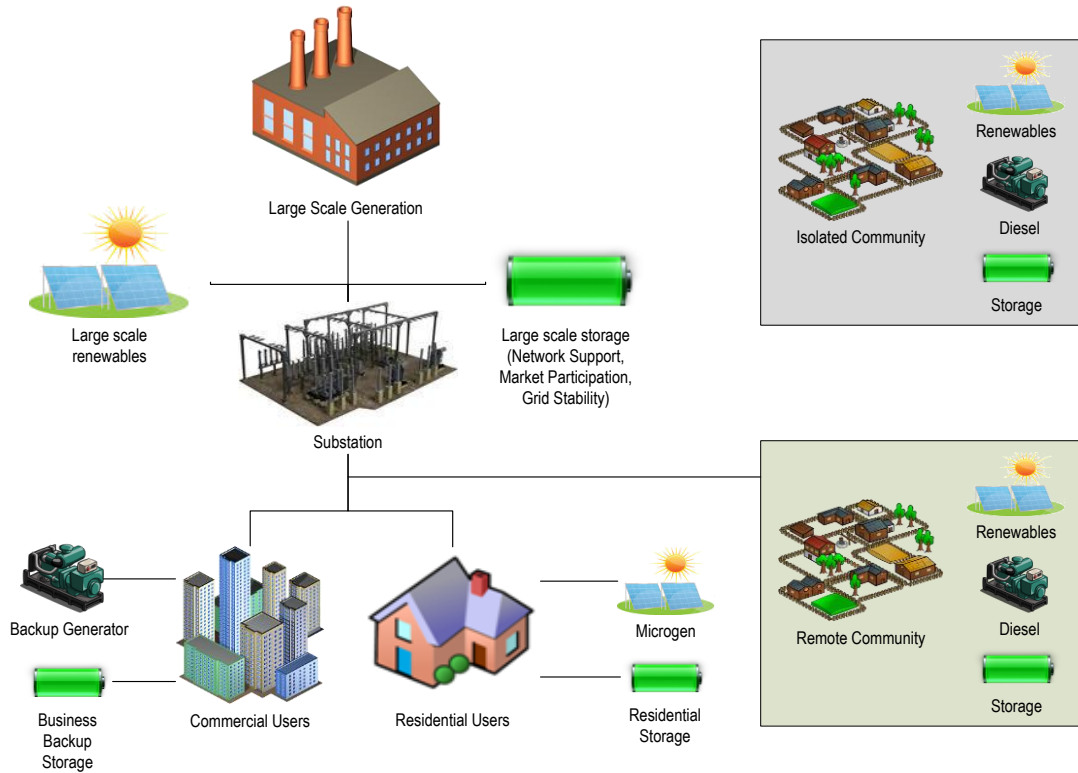 Large Scale Generation
Large scale
renewables
Large scale storage
(Network Support,
Market Participation,
Grid Stability)
Substation
Backup Generator
Business
Backup
Storage
Commercial Users
Residential Users
Microgen
Residential
Storage
Isolated Community
Renewables
Diesel
Storage
Remote Community
Renewables
Diesel
Storage